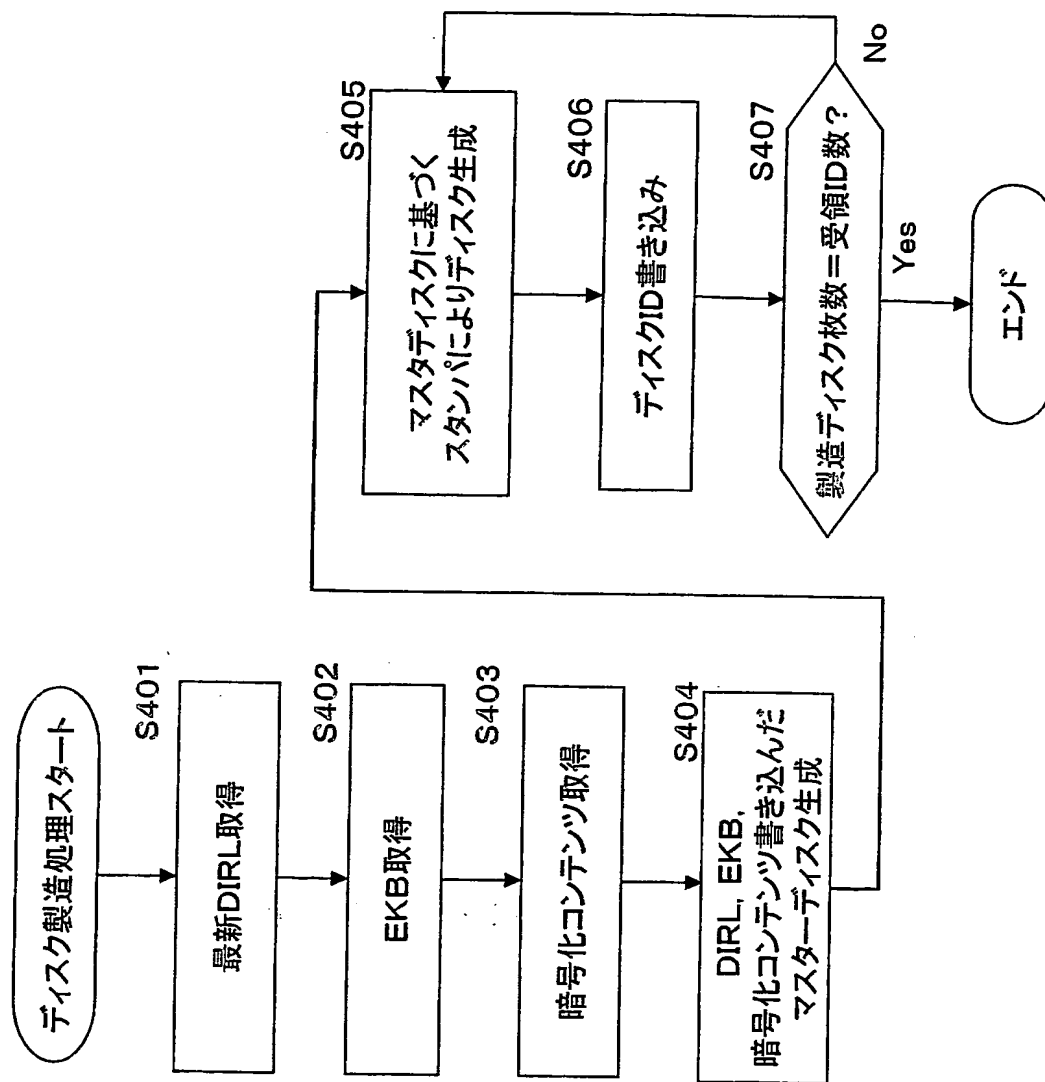 ディスク製造処理スタート
S401
最新DIRL取得
S402
EKB取得
S403
暗号化コンテンツ取得
S404
DIRL, EKB,
暗号化コンテンツ書き込んだ
マスターディスク生成
S405
マスタディスクに基づく
スタンパによりディスク生成
S406
ディスクID書き込み
S407
製造ディスク枚数＝受領ID数？
No
Yes
エンド